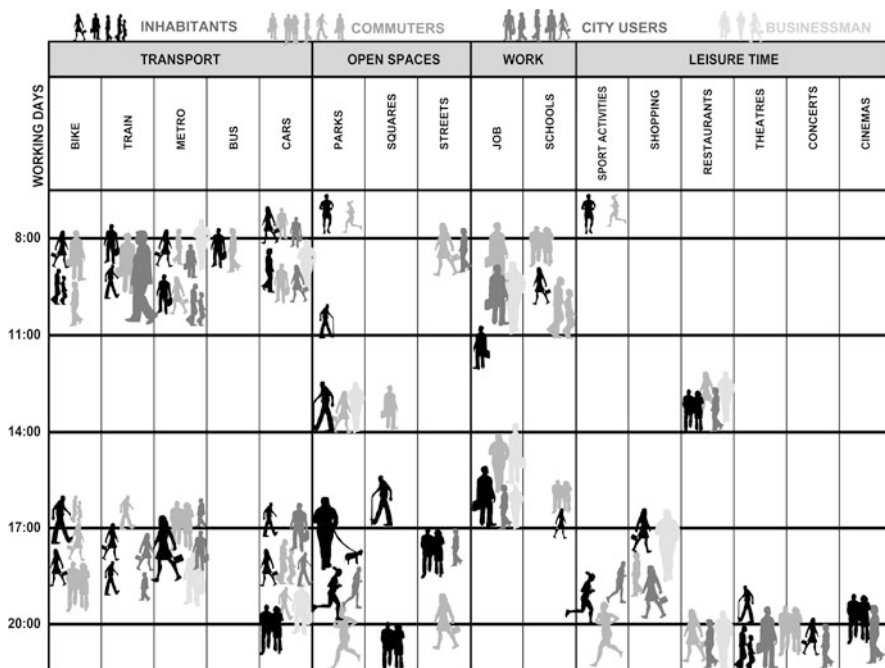 INHABITANTS COMMUTERS CITY USERS BUSINESSMAN
TRANSPORT OPEN SPACES WORK LEISURE TIME
WORKING DAYS BIKE TRAIN METRO BUS CARS PARKS SQUARES STREETS JOB SCHOOLS SPORT ACTIVITIES SHOPPING RESTAURANTS THEATRES CONCERTS CINEMAS
8:00
11:00
14:00
17:00
20:00